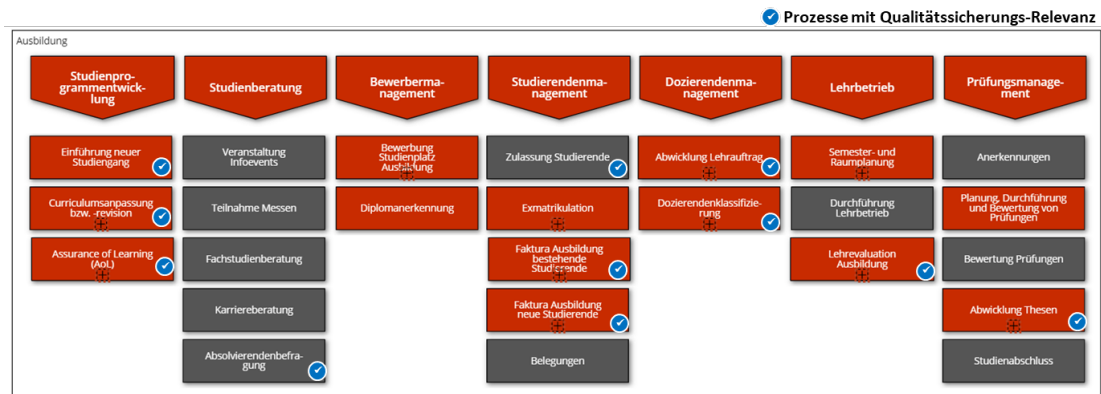 Prozesse mit Qualitätssicherungs-Relevanz
Ausbildung
Studienpro-
grammentwick-
lung
Studienberatung
Bewerberma-
nagement
Studierendenma-
nagement
Dozierendenma-
nagement
Lehrbetrieb
Prüfungsmanage-
ment
Einführung neuer
Studiengang
Veranstaltung
Infoevents
Bewerbung
Studienplatz
Ausbildung
Zulassung Studierende
Abwicklung Lehrauftrag
Semester- und
Raumplanung
Anerkennungen
Curriculumsanpassung
bzw. -revision
Teilnahme Messen
Diplomanerkennung
Exmatrikulation
Dozierendenklassifizie-
rung
Durchführung
Lehrbetrieb
Planung, Durchführung
und Bewertung von
Prüfungen
Assurance of Learning
(AoL)
Fachstudienberatung
Faktura Ausbildung
bestehende
Studierende
Lehrevaluation
Ausbildung
Bewertung Prüfungen
Karriereberatung
Faktura Ausbildung
neue Studierende
Abwicklung Thesen
Absolvierendenbefra-
gung
Belegungen
Studienabschluss